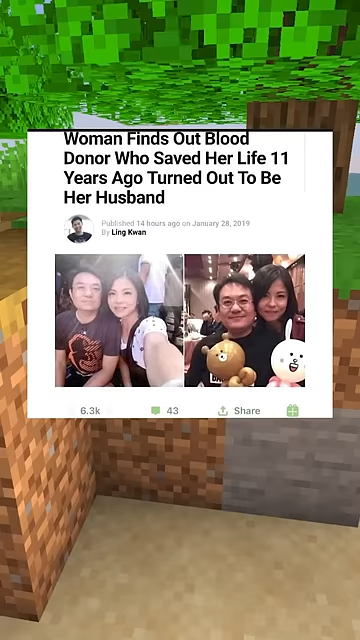 Woman Finds Out Blood
Donor Who Saved Her Life 11
Years Ago Turned Out To Be
Her Husband
Published 14 hours ago on January 28, 2019
By Ling Kwan
6.3k
43
Share